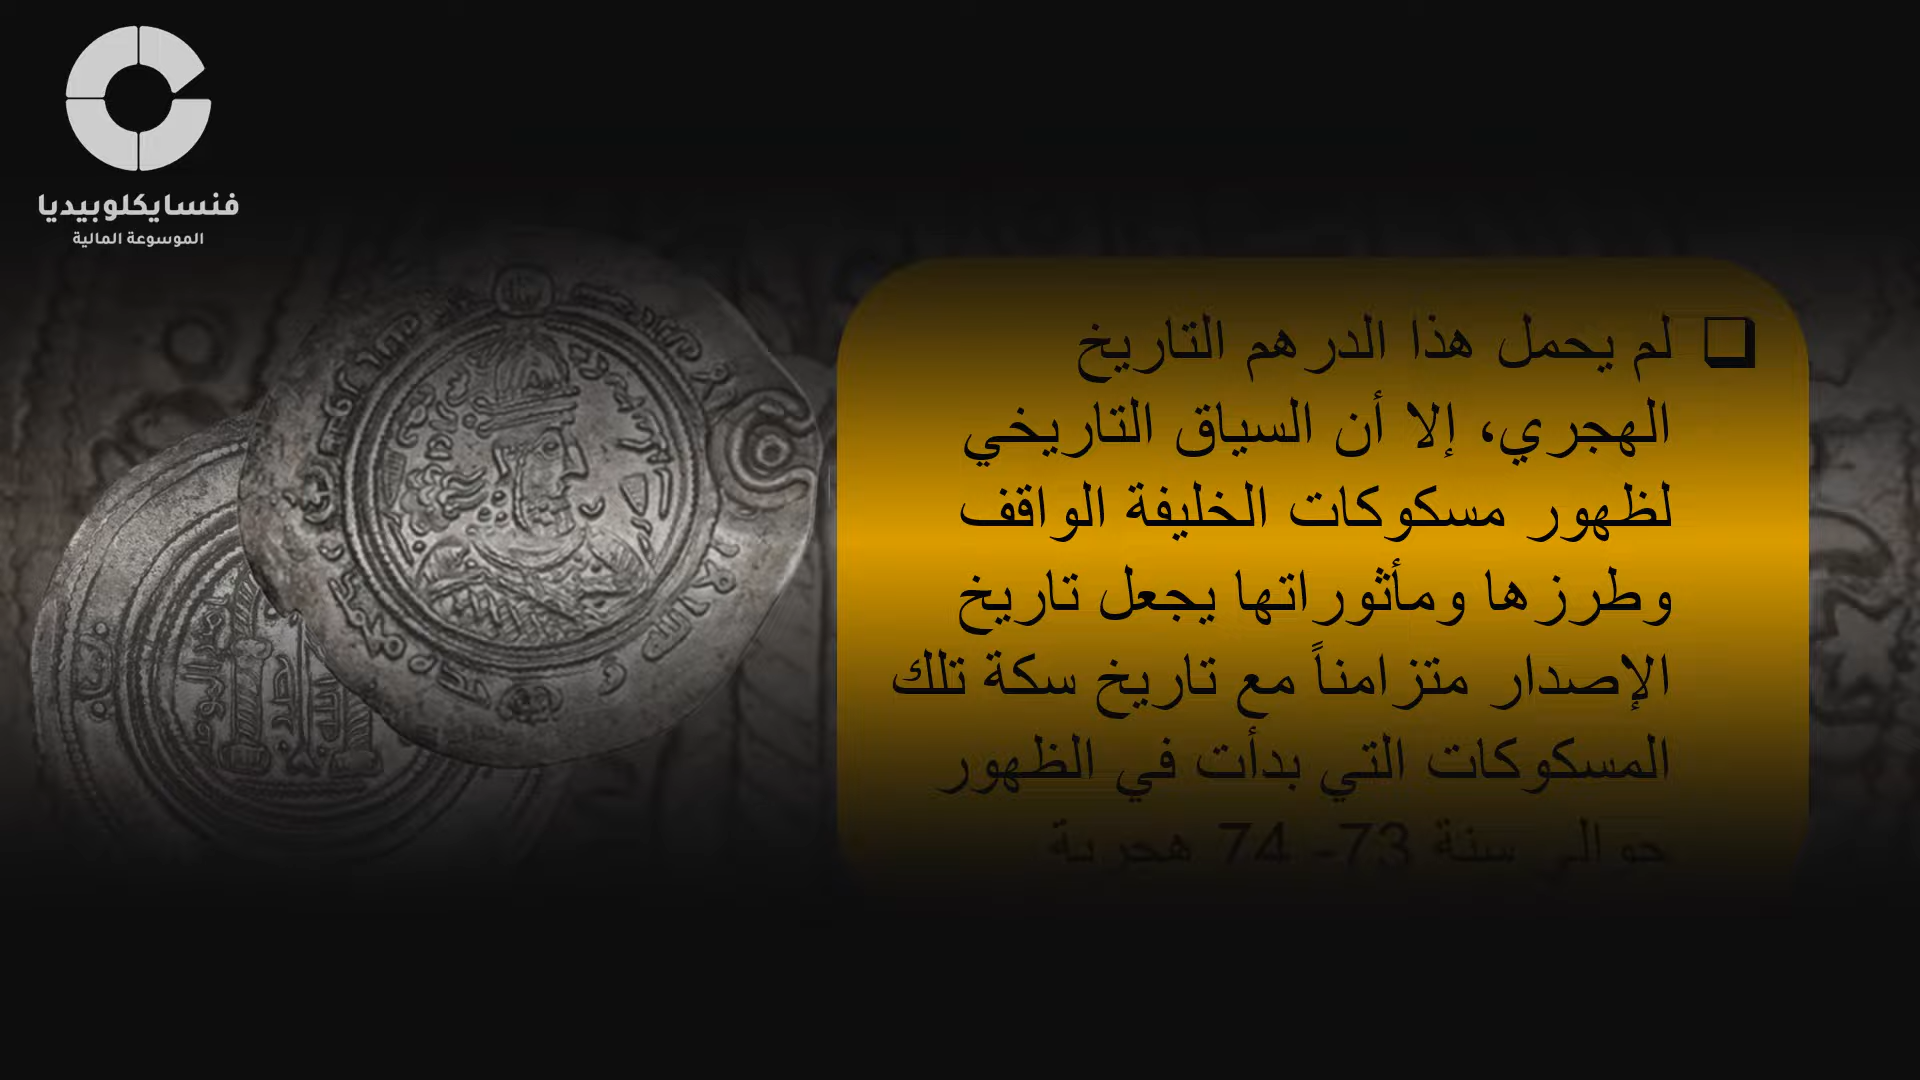 فنسايكلوبيديا
الموسوعة المالية
❑ لم يحمل هذا الدرهم التاريخ
الهجري، إلا أن السياق التاريخي
لظهور مسكوكات الخليفة الواقف
وطرزها ومأثوراتها يجعل تاريخ
الإصدار متزامناً مع تاريخ سكة تلك
المسكوكات التي بدأت في الظهور
حوالي سنة 73- 74 هجرية